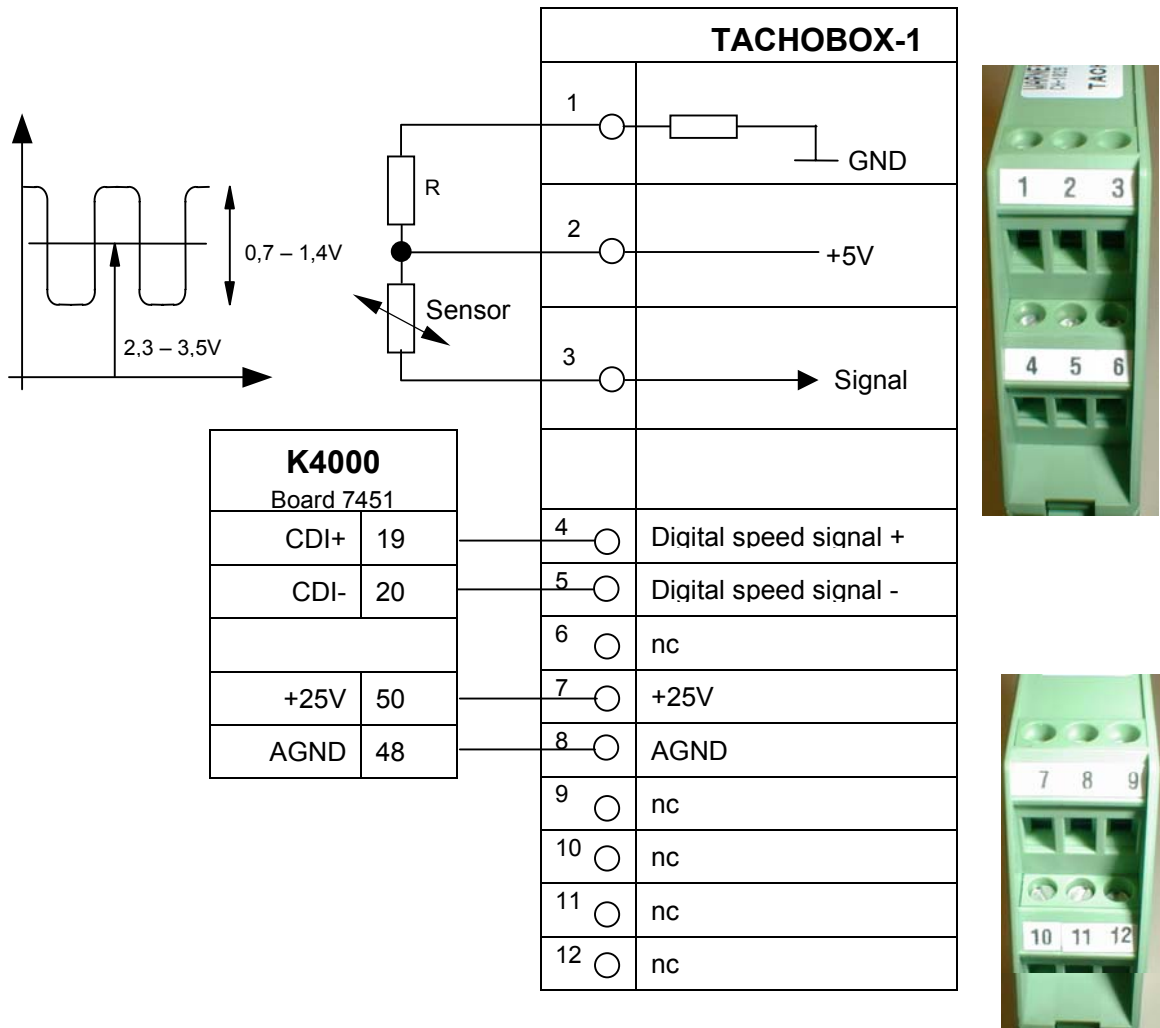 TACHOBOX-1
1
GND
R
2
+5V
0,7 – 1,4V
Sensor
2,3 – 3,5V
3
Signal
K4000
Board 7451
CDI+ 19
4 Digital speed signal +
CDI- 20
5 Digital speed signal -
6 nc
+25V 50
7 +25V
AGND 48
8 AGND
9 nc
10 nc
11 nc
12 nc
TACH
1 2 3
4 5 6
7 8 9
10 11 12